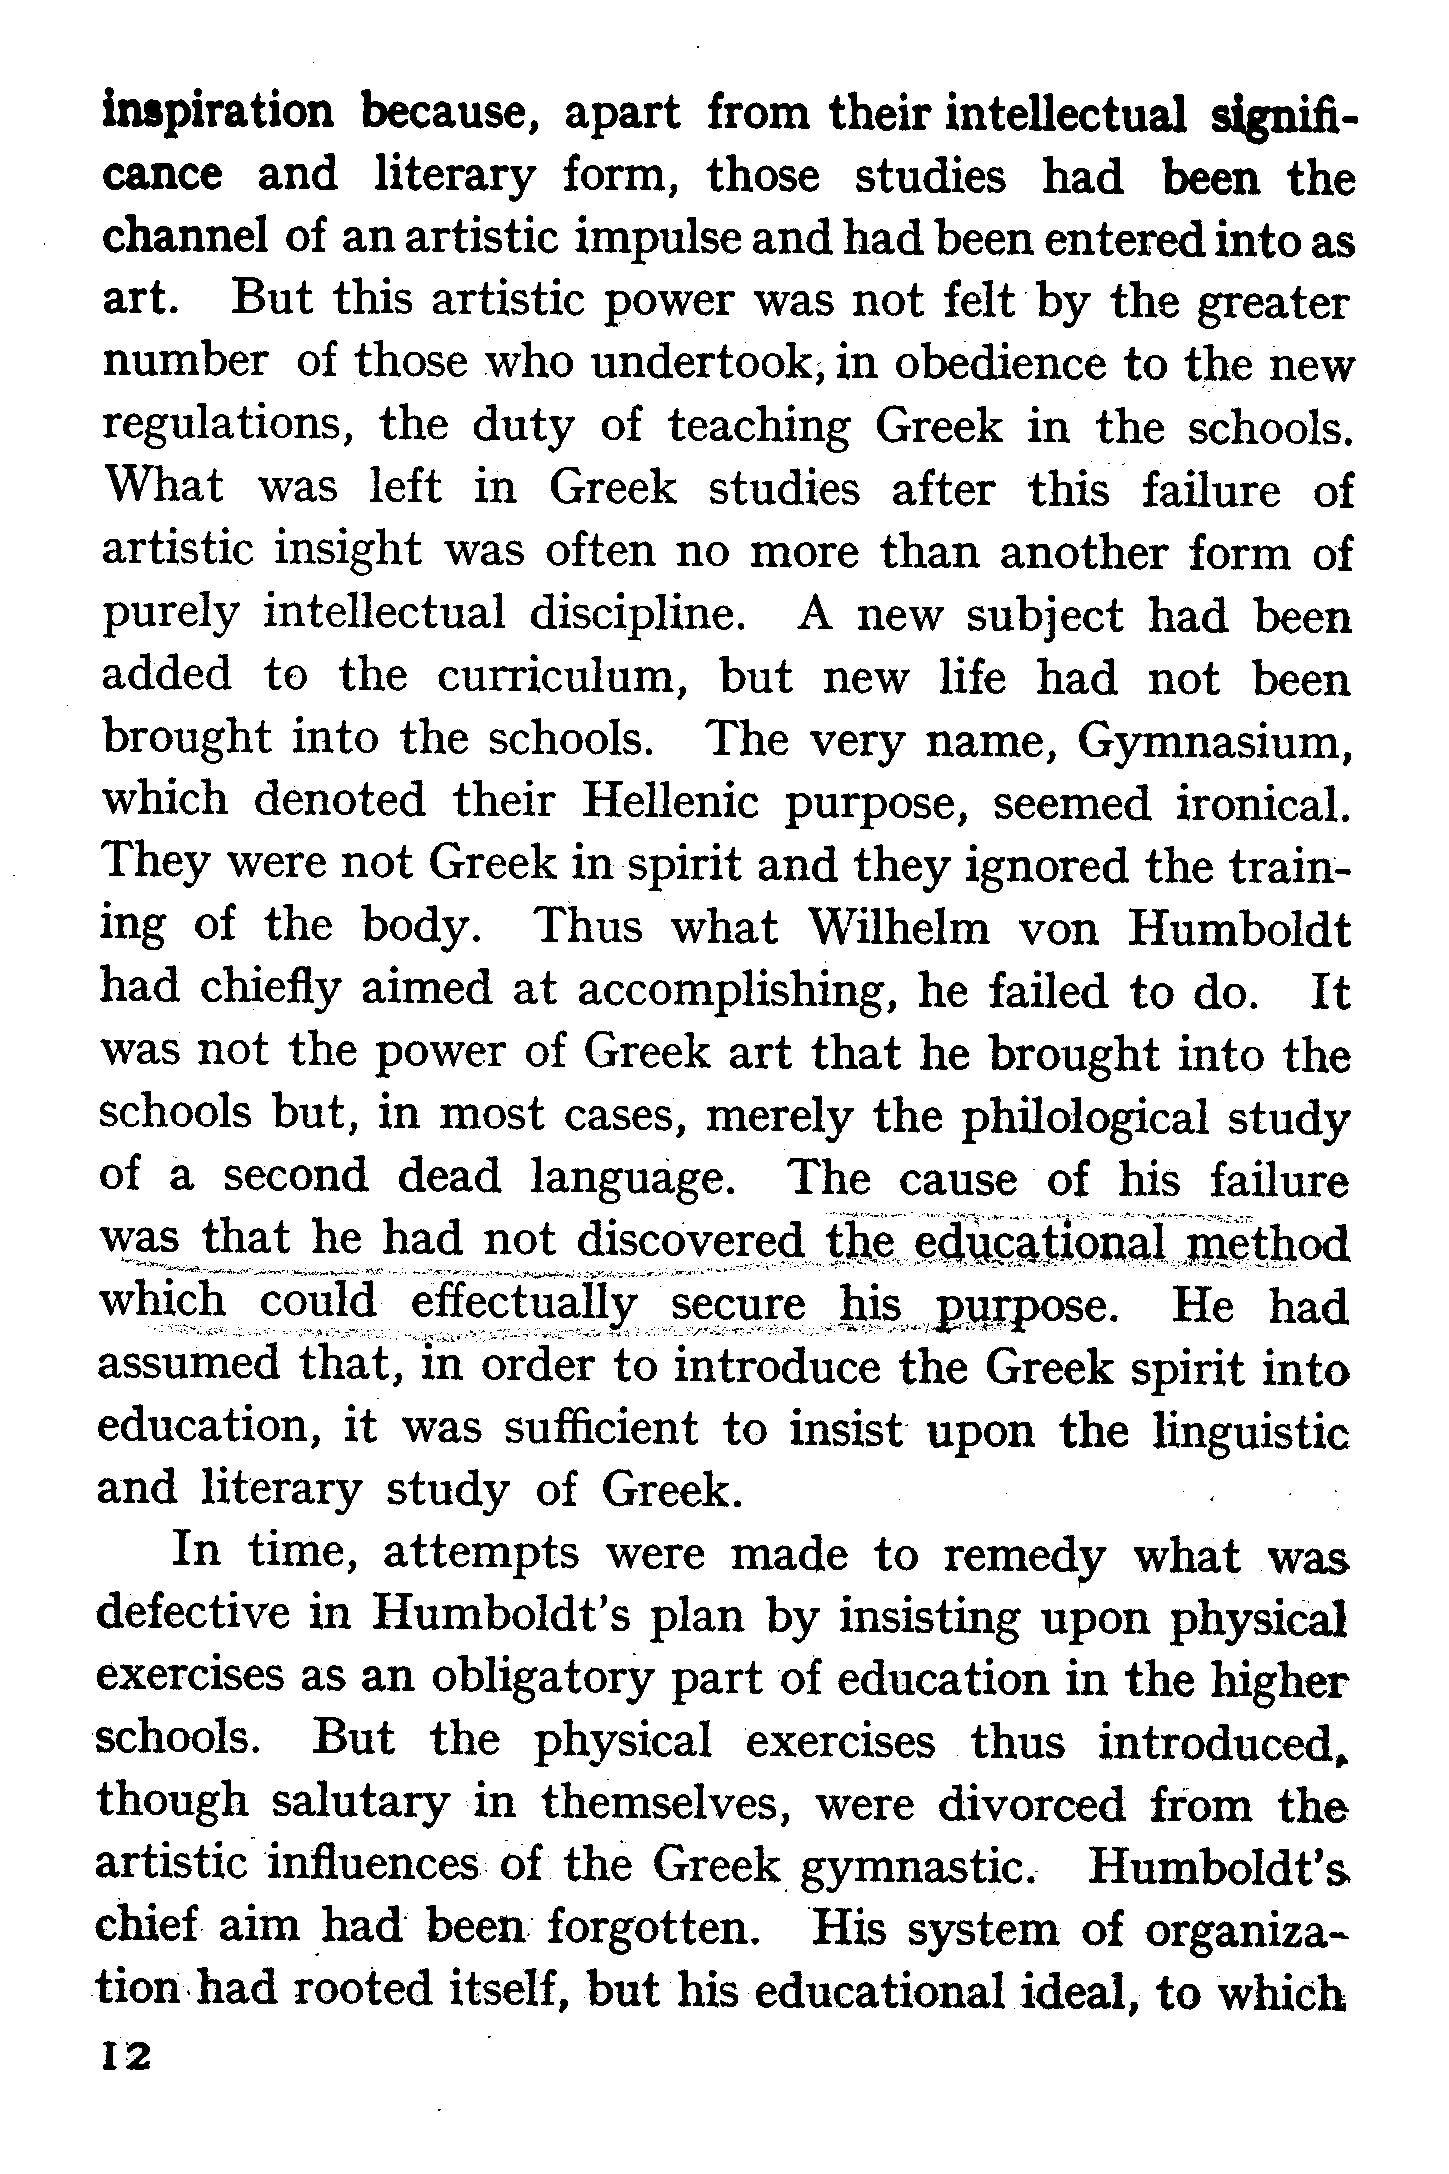 inspiration because, apart from their intellectual signifi-
cance and literary form, those studies had been the
channel of an artistic impulse and had been entered into as
art. But this artistic power was not felt by the greater
number of those who undertook, in obedience to the new
regulations, the duty of teaching Greek in the schools.
What was left in Greek studies after this failure of
artistic insight was often no more than another form of
purely intellectual discipline. A new subject had been
added to the curriculum, but new life had not been
brought into the schools. The very name, Gymnasium,
which denoted their Hellenic purpose, seemed ironical.
They were not Greek in spirit and they ignored the train-
ing of the body. Thus what Wilhelm von Humboldt
had chiefly aimed at accomplishing, he failed to do. It
was not the power of Greek art that he brought into the
schools but, in most cases, merely the philological study
of a second dead language. The cause of his failure
was that he had not discovered the educational method
which could effectually secure his purpose. He had
assumed that, in order to introduce the Greek spirit into
education, it was sufficient to insist upon the linguistic
and literary study of Greek.
In time, attempts were made to remedy what was
defective in Humboldt's plan by insisting upon physical
exercises as an obligatory part of education in the higher
schools. But the physical exercises thus introduced,
though salutary in themselves, were divorced from the
artistic influences of the Greek gymnastic. Humboldt's
chief aim had been forgotten. His system of organiza-
tion had rooted itself, but his educational ideal, to which
12